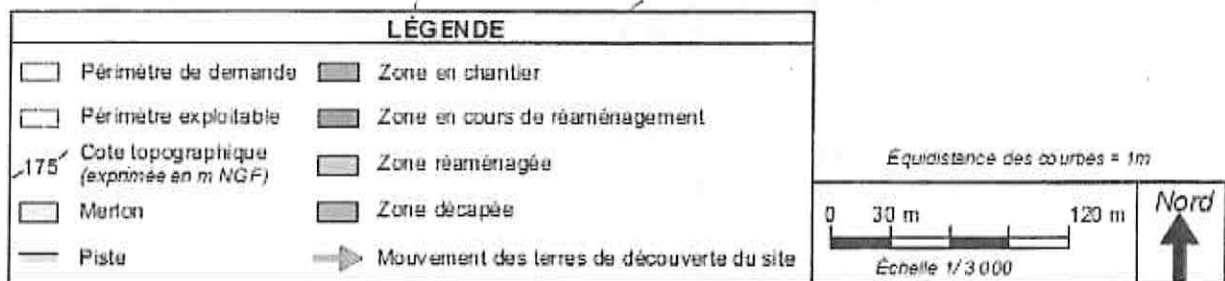 LÉGENDE
Périmètre de demande
Périmètre exploitable
175
Cote topographique
(exprimée en m NGF)
Merlon
Piste
Zone en chantier
Zone en cours de réaménagement
Zone réaménagée
Zone décapée
Mouvement des terres de découverte du site
Équidistance des courbes = 1m
0 30 m 120 m
Échelle 1/3 000
Nord